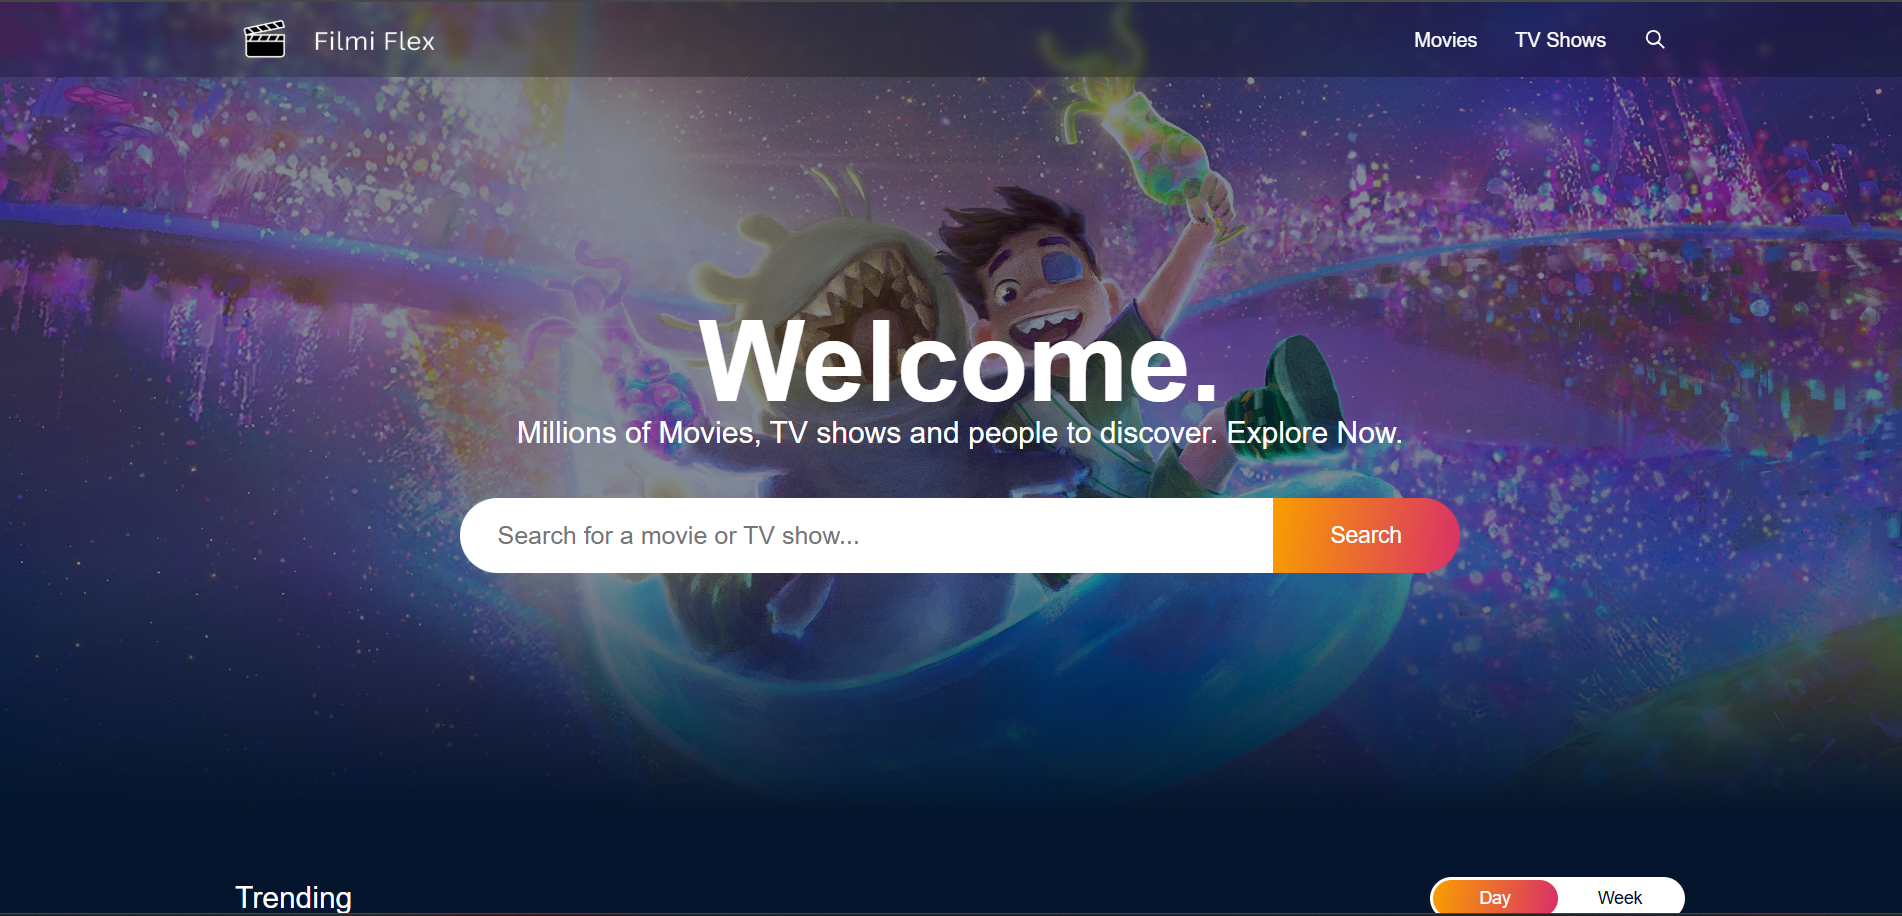 Filmi Flex
Movies
TV Shows
Welcome.
Millions of Movies, TV shows and people to discover. Explore Now.
Search for a movie or TV show...
Search
Trending
Day
Week